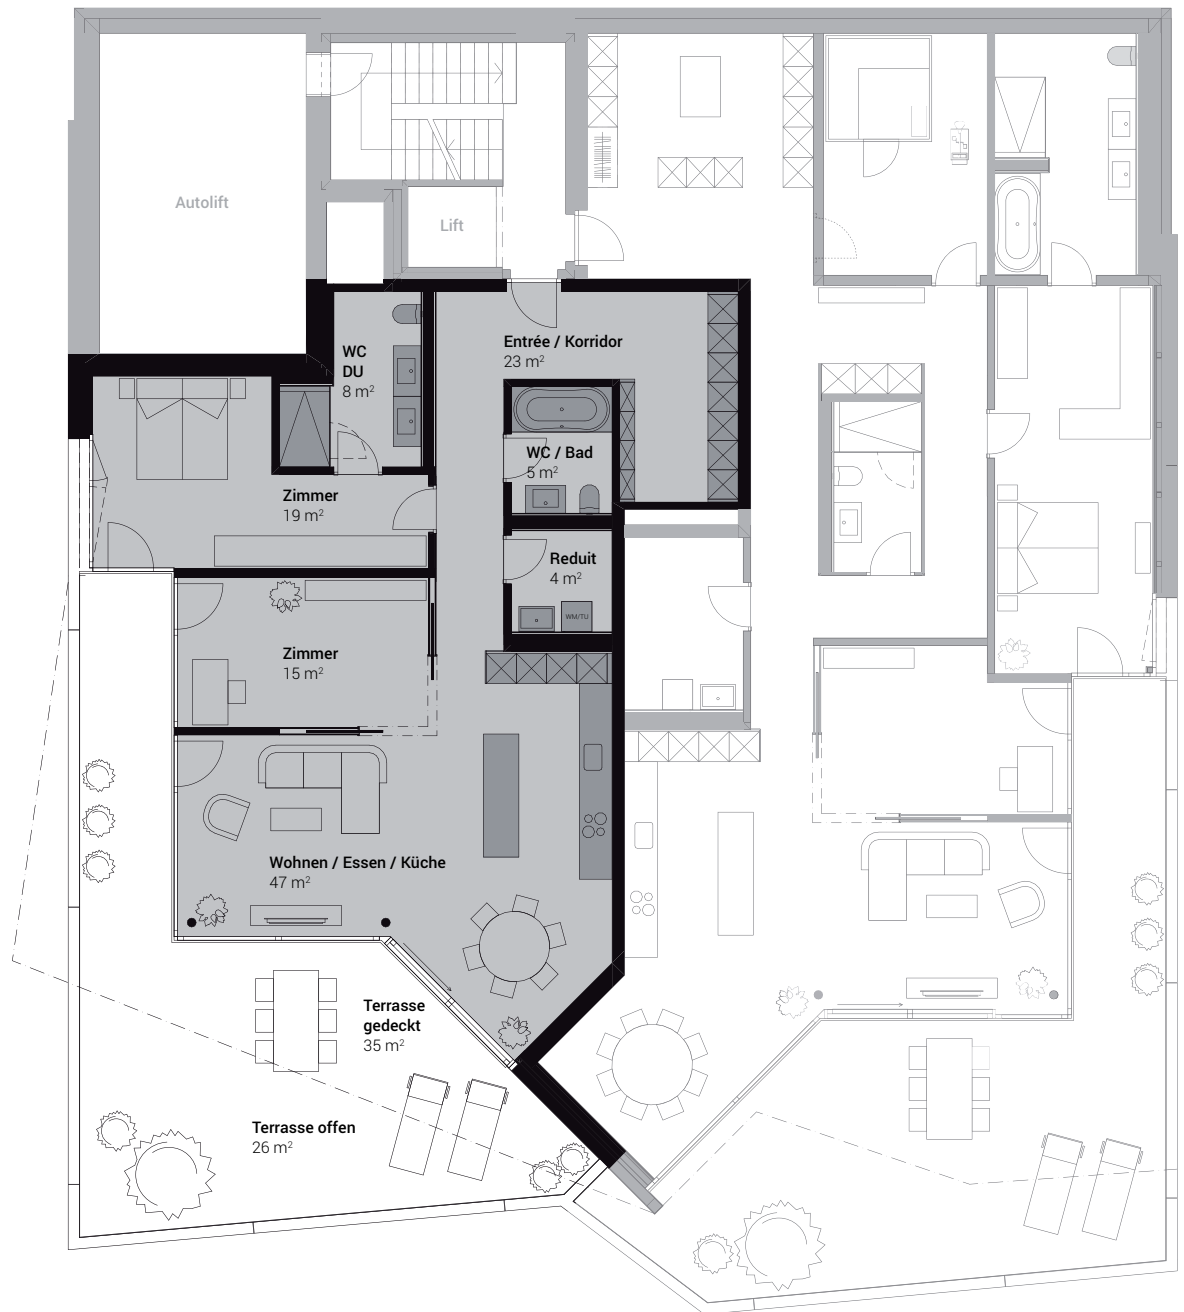 Autolift
Lift
Entrée / Korridor
23 m²
WC
DU
8 m²
WC / Bad
5 m²
Zimmer
19 m²
Reduit
4 m²
WM/TU
Zimmer
15 m²
Wohnen / Essen / Küche
47 m²
Terrasse
gedeckt
35 m²
Terrasse offen
26 m²